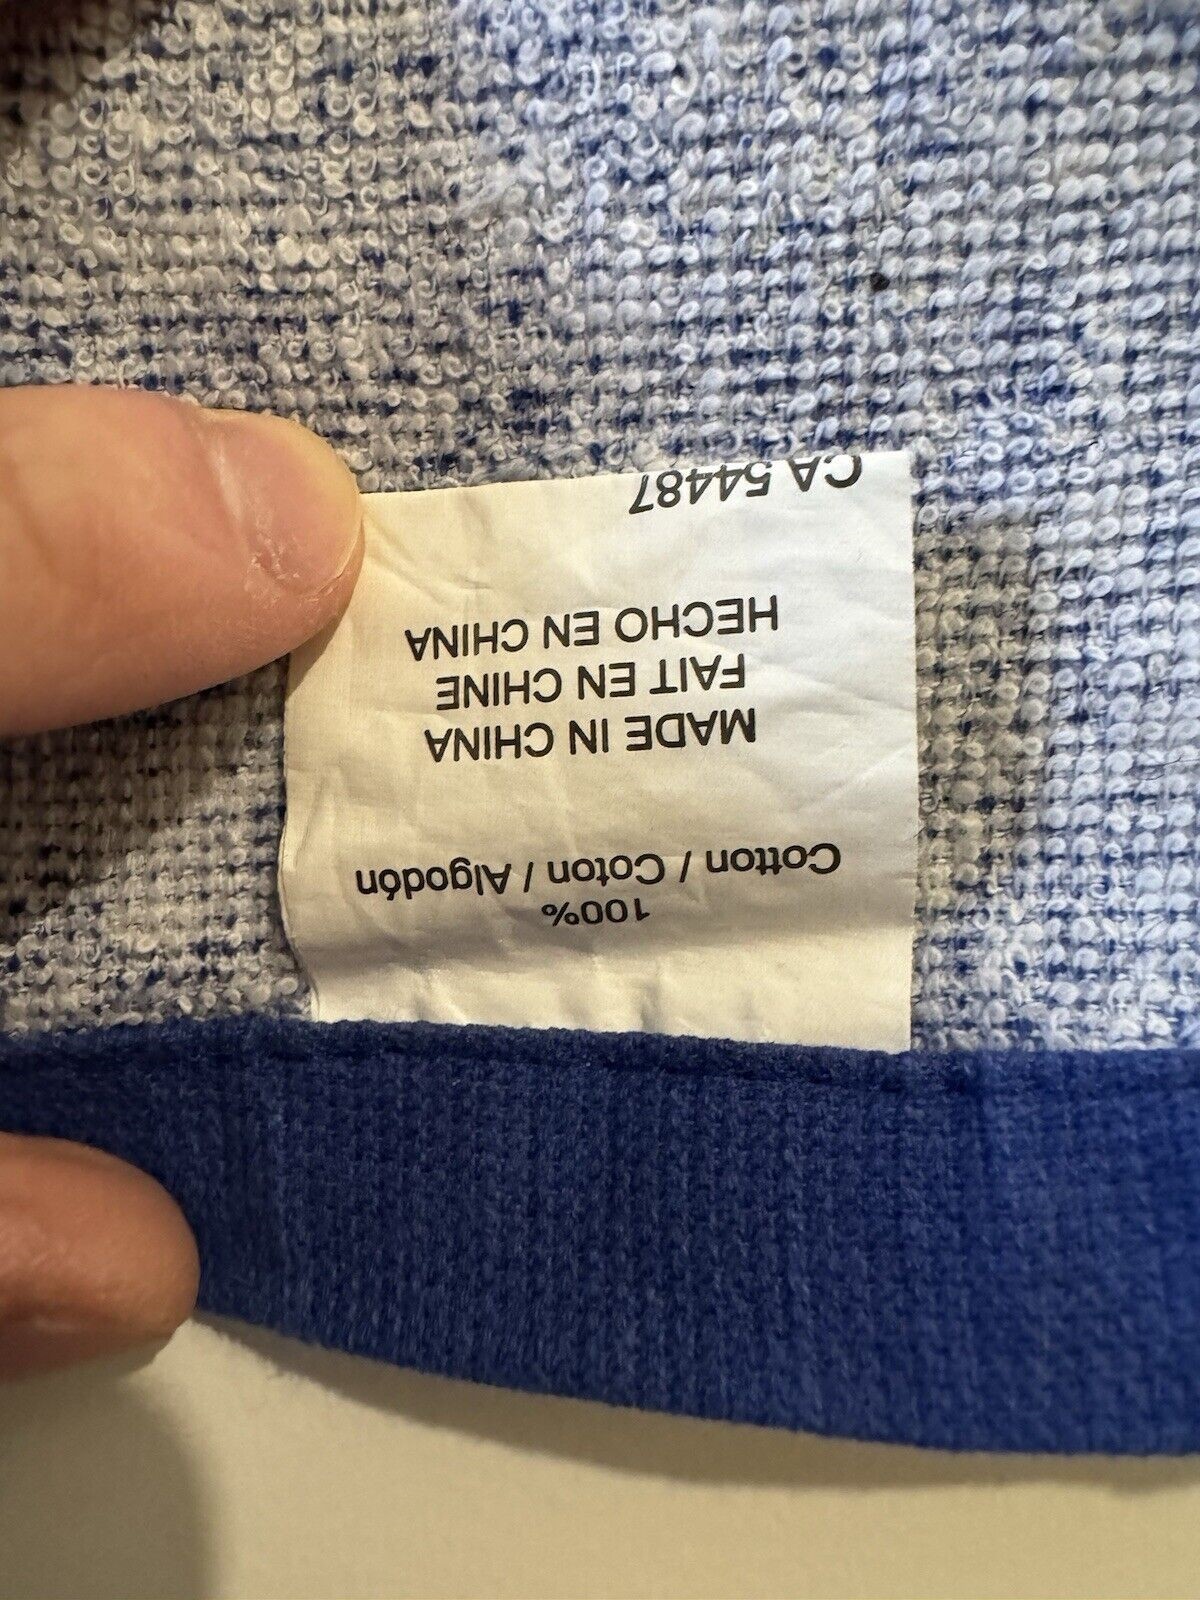 100%
Cotton / Coton / Algodón
MADE IN CHINA
FAIT EN CHINE
HECHO EN CHINA
CA 54487